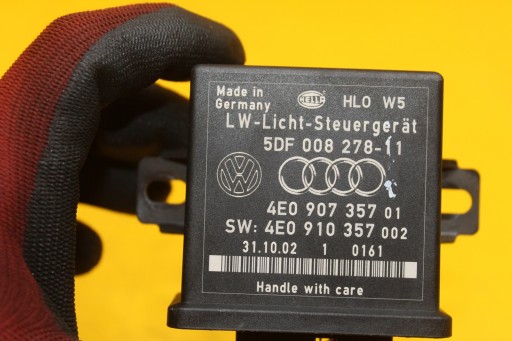 Made in
Germany
HELLA
HLO W5
LW-Licht-Steuergerät
5DF 008 278-11
4E0 907 357 01
SW: 4E0 910 357 002
31.10.02 1 0161
Handle with care